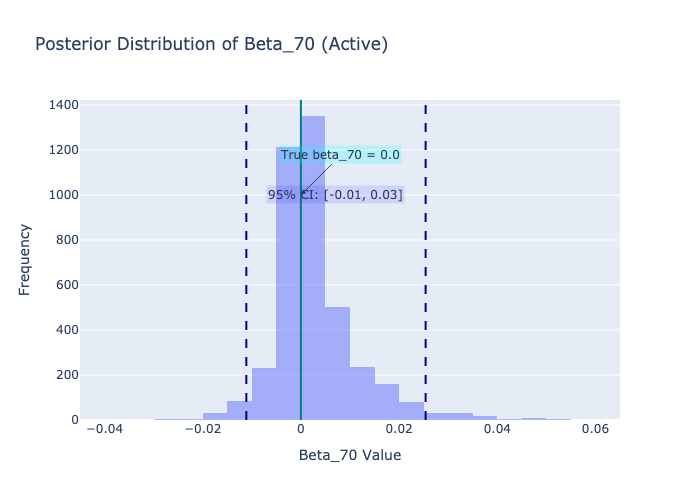 Posterior Distribution of Beta_70 (Active)
1400
1200
1000
800
600
400
200
0
Frequency
True beta_70 = 0.0
95% CI: [-0.01, 0.03]
−0.04
−0.02
0
0.02
0.04
0.06
Beta_70 Value